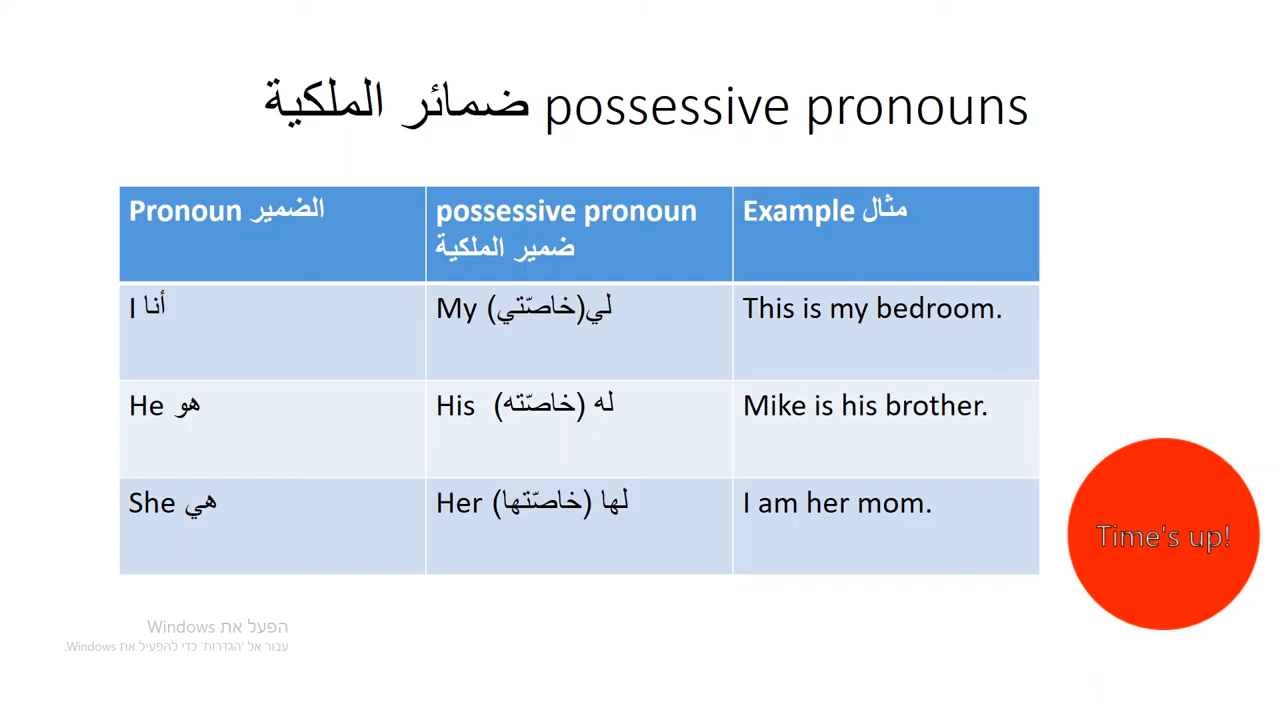 ضمائر الملكية possessive pronouns
Pronoun الضمير
possessive pronoun
ضمير الملكية
Example مثال
I أنا
My (خاصّتي)لي
This is my bedroom.
He هو
His (خاصّته) له
Mike is his brother.
She هي
Her (خاصّتها) لها
I am her mom.
Time's up!
הפעל את Windows
עבור אל 'הגדרות' כדי להפעיל את Windows.